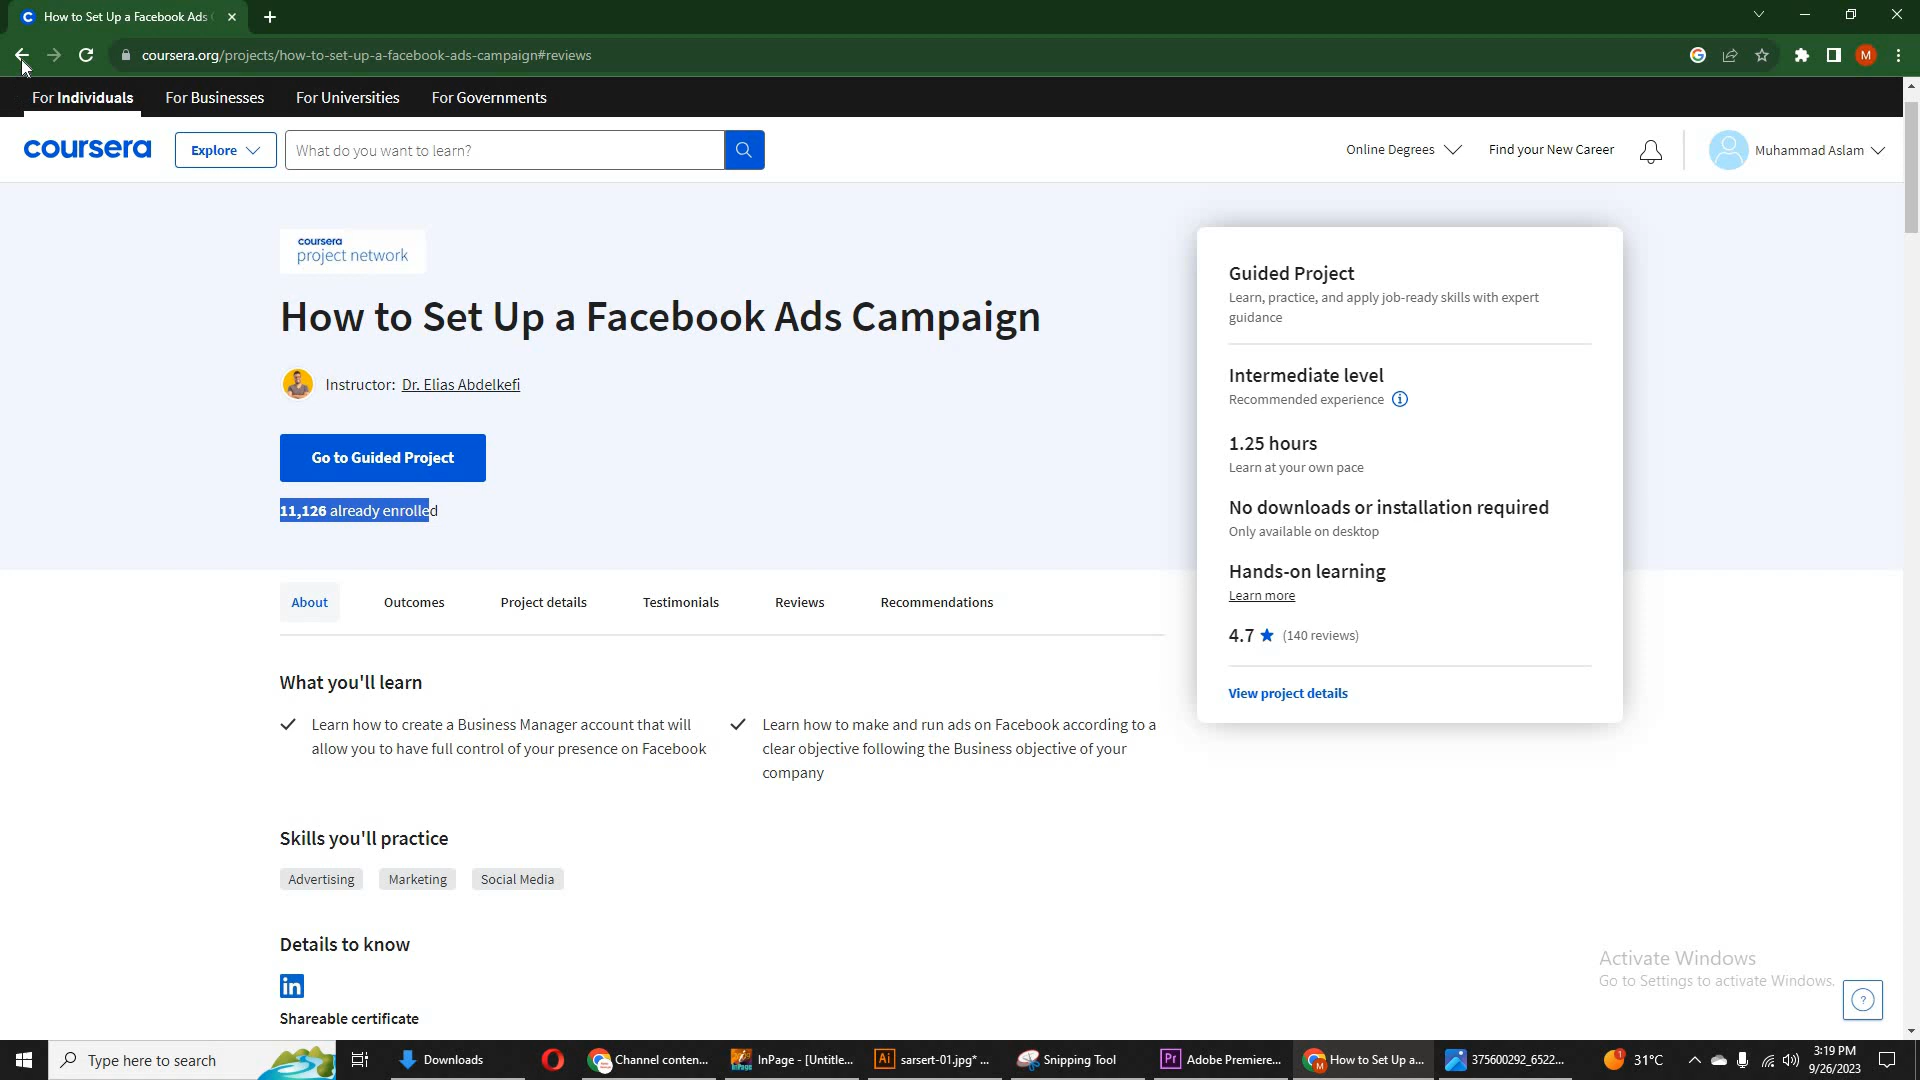 How to Set Up a Facebook Ads
coursera.org/projects/how-to-set-up-a-facebook-ads-campaign#reviews
M
For Individuals
For Businesses
For Universities
For Governments
coursera
Explore
What do you want to learn?
Online Degrees
Find your New Career
Muhammad Aslam
coursera
project network
How to Set Up a Facebook Ads Campaign
Instructor: Dr. Elias Abdelkefi
Go to Guided Project
11,126 already enrolled
Guided Project
Learn, practice, and apply job-ready skills with expert
guidance
Intermediate level
Recommended experience
1.25 hours
Learn at your own pace
No downloads or installation required
Only available on desktop
Hands-on learning
Learn more
4.7 ★ (140 reviews)
View project details
About
Outcomes
Project details
Testimonials
Reviews
Recommendations
What you'll learn
Learn how to create a Business Manager account that will
allow you to have full control of your presence on Facebook
Learn how to make and run ads on Facebook according to a
clear objective following the Business objective of your
company
Skills you'll practice
Advertising
Marketing
Social Media
Details to know
in
Shareable certificate
Activate Windows
Go to Settings to activate Windows.
?
Type here to search
Downloads
Channel conten...
InPage - [Untitle...
Ai
sarsert-01.jpg* ...
Snipping Tool
Pr
Adobe Premiere...
How to Set Up a...
375600292_6522...
1
31°C
3:19 PM
9/26/2023